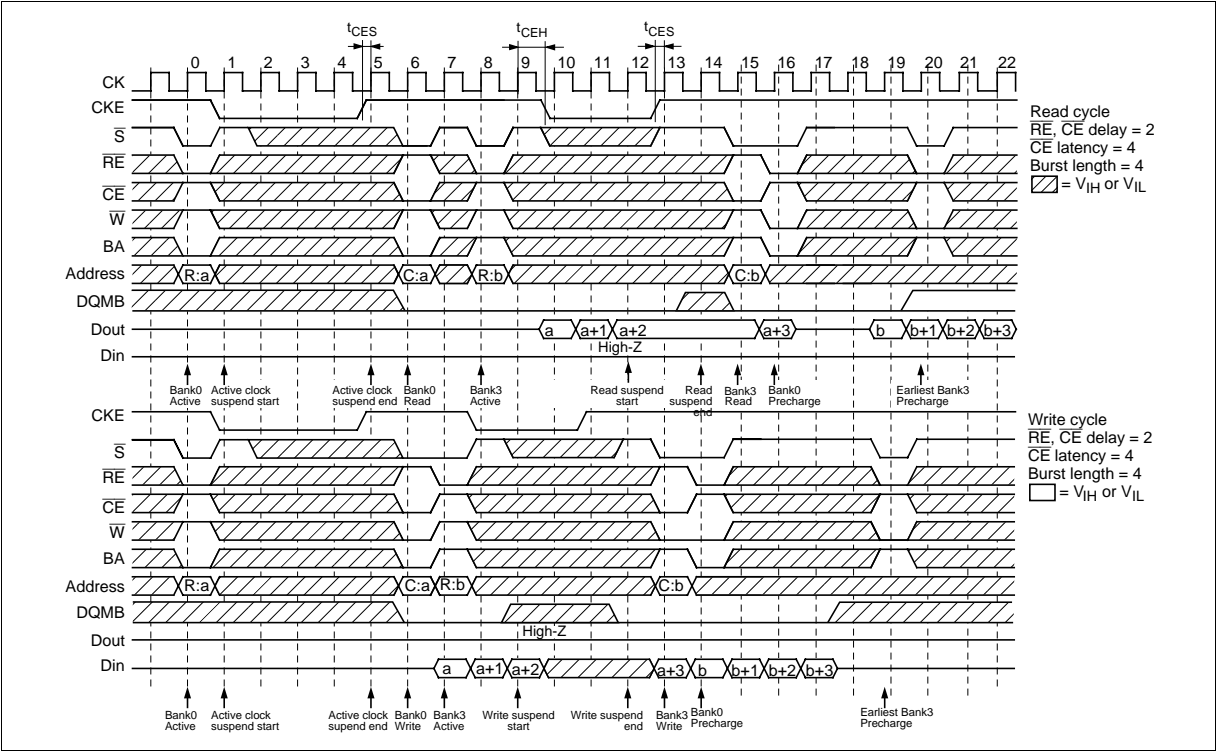 tCES tCEH tCES
0 1 2 3 4 5 6 7 8 9 10 11 12 13 14 15 16 17 18 19 20 21 22
CK
CKE
S
RE
CE
W
BA
Address R:a C:a R:b C:b
DQMB
Dout a a+1 a+2 a+3 b b+1 b+2 b+3
High-Z
Din
Bank0 Active
Active clock suspend start
Active clock suspend end
Bank0 Read
Bank3 Active
Read suspend start
Read suspend end
Bank3 Read
Bank0 Precharge
Earliest Bank3 Precharge
Read cycle
RE, CE delay = 2
CE latency = 4
Burst length = 4
= VIH or VIL
CKE
S
RE
CE
W
BA
Address R:a C:a R:b C:b
DQMB
High-Z
Dout
Din a a+1 a+2 a+3 b b+1 b+2 b+3
Bank0 Active
Active clock suspend start
Active clock supend end
Bank0 Write
Bank3 Active
Write suspend start
Write suspend end
Bank3 Write
Bank0 Precharge
Earliest Bank3 Precharge
Write cycle
RE, CE delay = 2
CE latency = 4
Burst length = 4
= VIH or VIL